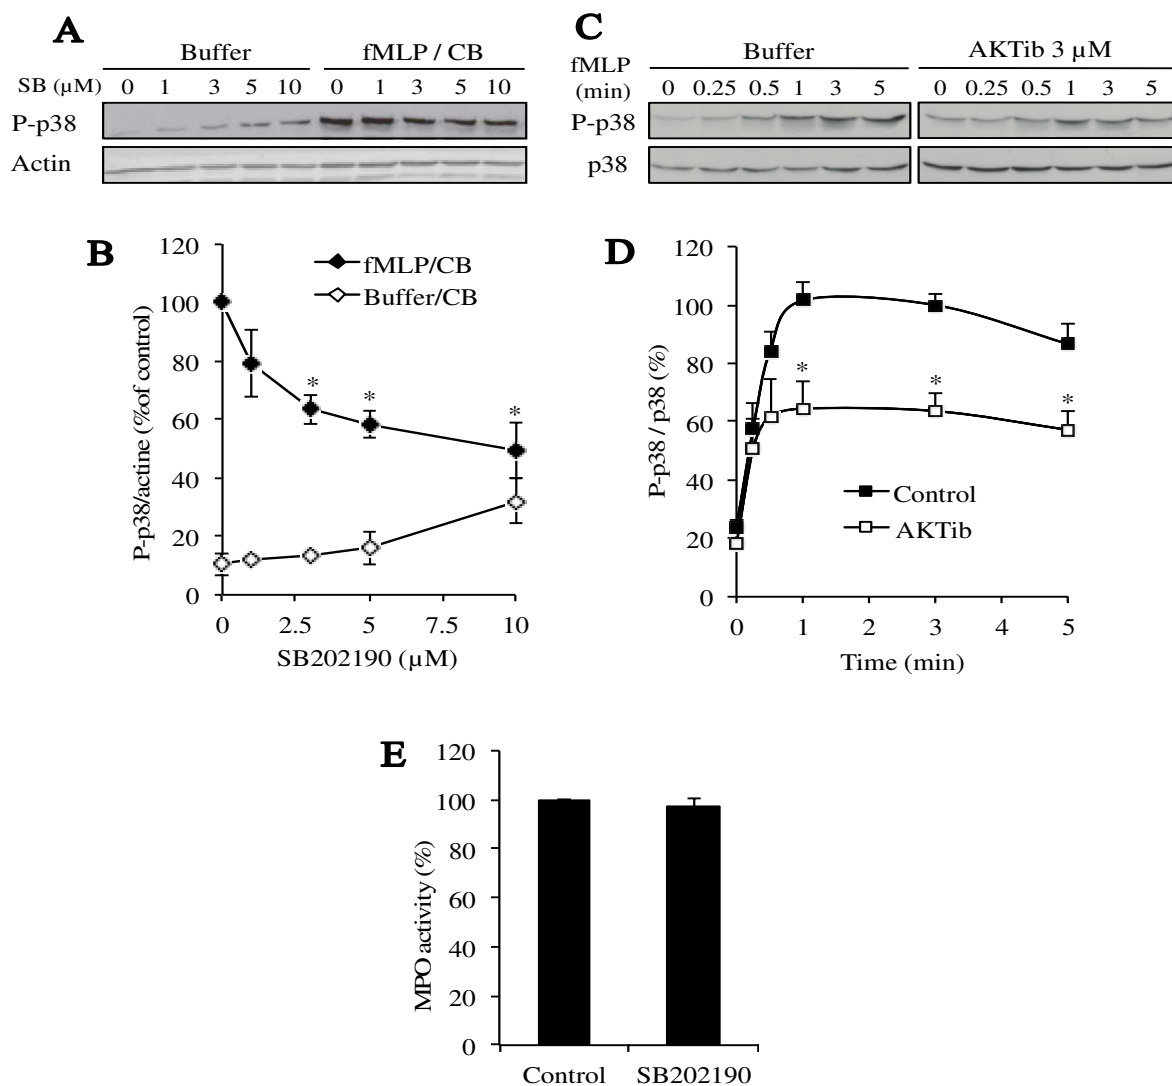 A
Buffer fMLP / CB
SB (µM) 0 1 3 5 10 0 1 3 5 10
P-p38
Actin
C
Buffer AKTib 3 µM
fMLP
(min) 0 0.25 0.5 1 3 5 0 0.25 0.5 1 3 5
P-p38
p38
B
fMLP/CB
Buffer/CB
P-p38/actine (%of control)
120
100
80
60
40
20
0
* * *
0 2.5 5 7.5 10
SB202190 (µM)
D
P-p38 / p38 (%)
120
100
80
60
40
20
0
* * *
Control
AKTib
0 1 2 3 4 5
Time (min)
E
MPO activity (%)
120
100
80
60
40
20
0
Control SB202190